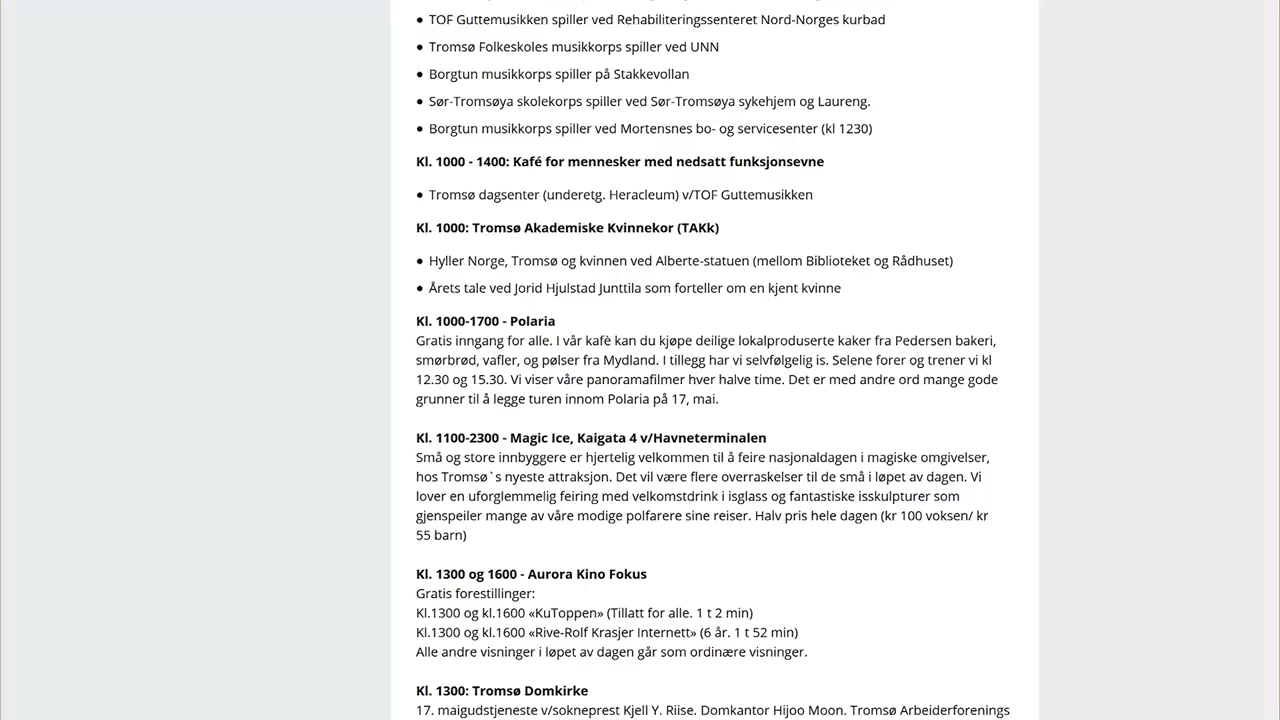 • TOF Guttemusikken spiller ved Rehabiliteringssenteret Nord-Norges kurbad
• Tromsø Folkeskoles musikkorps spiller ved UNN
• Borgtun musikkorps spiller på Stakkevollan
• Sør-Tromsøya skolekorps spiller ved Sør-Tromsøya sykehjem og Laureng.
• Borgtun musikkorps spiller ved Mortensnes bo- og servicesenter (kl 1230)
Kl. 1000 - 1400: Kafé for mennesker med nedsatt funksjonsevne
• Tromsø dagsenter (underetg. Heracleum) v/TOF Guttemusikken
Kl. 1000: Tromsø Akademiske Kvinnekor (TAKk)
• Hyller Norge, Tromsø og kvinnen ved Alberte-statuen (mellom Biblioteket og Rådhuset)
• Årets tale ved Jorid Hjulstad Junttila som forteller om en kjent kvinne
Kl. 1000-1700 - Polaria
Gratis inngang for alle. I vår kafè kan du kjøpe deilige lokalproduserte kaker fra Pedersen bakeri,
smørbrød, vafler, og pølser fra Mydland. I tillegg har vi selvfølgelig is. Selene forer og trener vi kl
12.30 og 15.30. Vi viser våre panoramafilmer hver halve time. Det er med andre ord mange gode
grunner til å legge turen innom Polaria på 17, mai.
Kl. 1100-2300 - Magic Ice, Kaigata 4 v/Havneterminalen
Små og store innbyggere er hjertelig velkommen til å feire nasjonaldagen i magiske omgivelser,
hos Tromsø`s nyeste attraksjon. Det vil være flere overraskelser til de små i løpet av dagen. Vi
lover en uforglemmelig feiring med velkomstdrink i isglass og fantastiske isskulpturer som
gjenspeiler mange av våre modige polfarere sine reiser. Halv pris hele dagen (kr 100 voksen/ kr
55 barn)
Kl. 1300 og 1600 - Aurora Kino Fokus
Gratis forestillinger:
Kl.1300 og kl.1600 «KuToppen» (Tillatt for alle. 1 t 2 min)
Kl.1300 og kl.1600 «Rive-Rolf Krasjer Internett» (6 år. 1 t 52 min)
Alle andre visninger i løpet av dagen går som ordinære visninger.
Kl. 1300: Tromsø Domkirke
17. maigudstjeneste v/sokneprest Kjell Y. Riise. Domkantor Hijoo Moon. Tromsø Arbeiderforenings